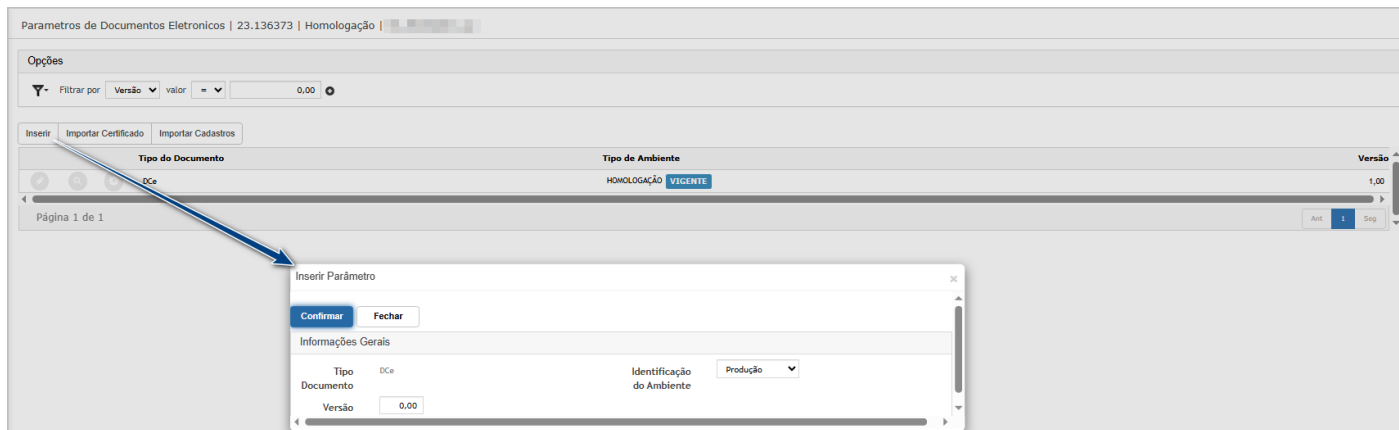 Parametros de Documentos Eletronicos | 23.136373 | Homologação |
Opções
Filtrar por Versão valor = 0,00
Inserir Importar Certificado Importar Cadastros
Tipo do Documento Tipo de Ambiente Versão
DCe HOMOLOGAÇÃO VIGENTE 1,00
Página 1 de 1 Ant 1 Seg
Inserir Parâmetro
Confirmar Fechar
Informações Gerais
Tipo Documento DCe Identificação do Ambiente Produção
Versão 0,00